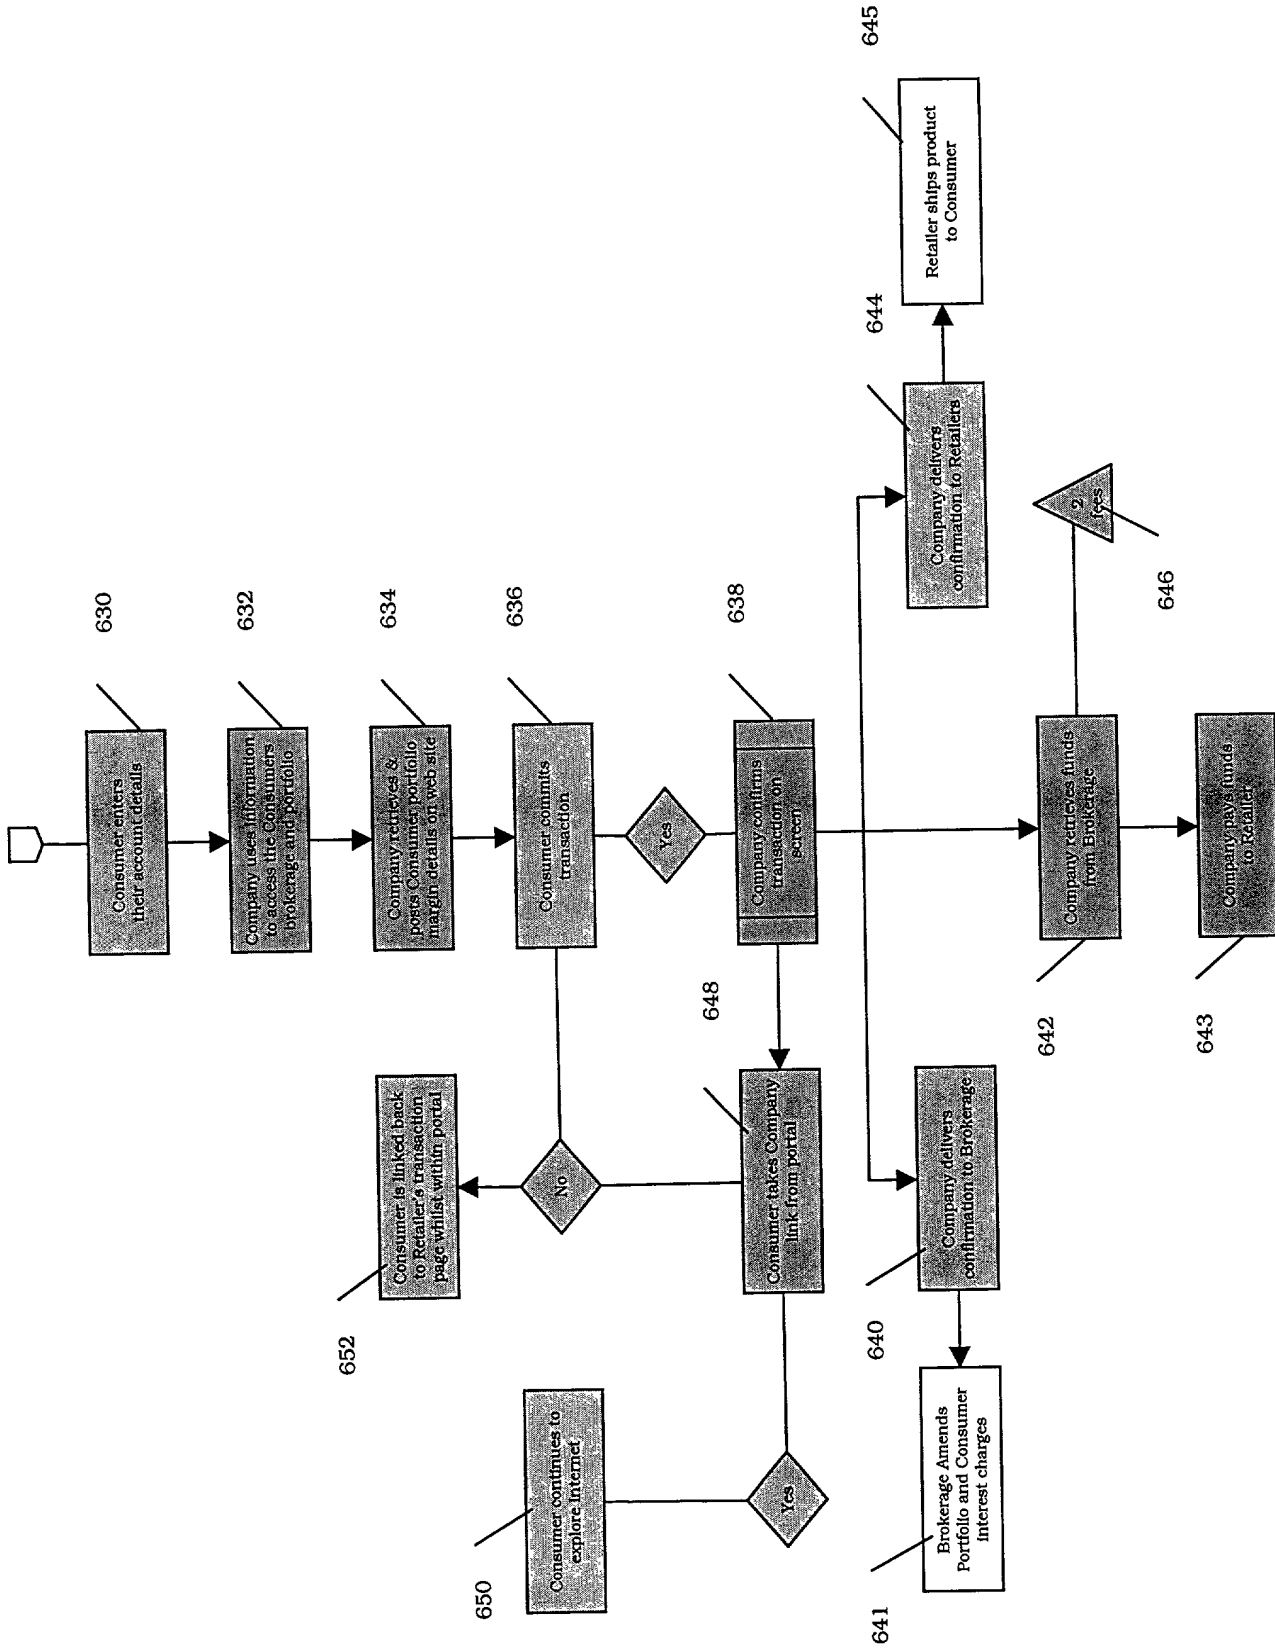 630
Consumer enters
their account details
632
Company uses information
to access the Consumers
brokerage and portfolio
634
Company retrieves &
posts Consumer portfolio
margin details on web site
636
Consumer commits
transaction
Yes
638
Company confirms
transaction on
screen
No
652
Consumer is linked back
to Retailer's transaction
page whilst within portal
648
Consumer takes Company
link from portal
Yes
650
Consumer continues to
explore Internet
640
Company delivers
confirmation to Brokerage
641
Brokerage Amends
Portfolio and Consumer
interest charges
642
Company retrieves funds
from Brokerage
2
fees
646
643
Company pays funds
to Retailers
644
Company delivers
confirmation to Retailers
645
Retailer ships product
to Consumer